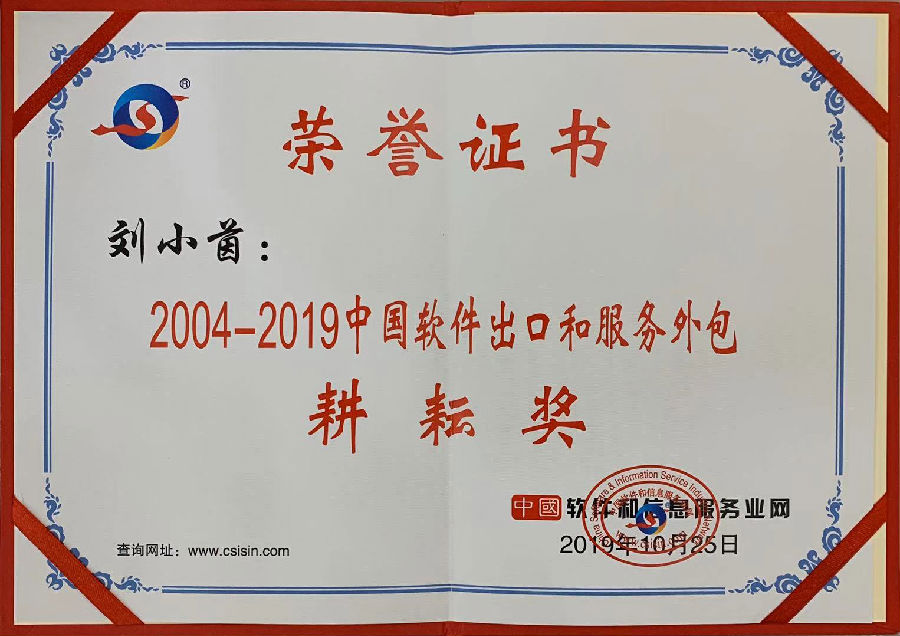 ®
荣誉证书
刘小茵：
2004-2019中国软件出口和服务外包
耕耘奖
中國 软件和信息服务业网
2019年10月25日
查询网址：www.csisin.com